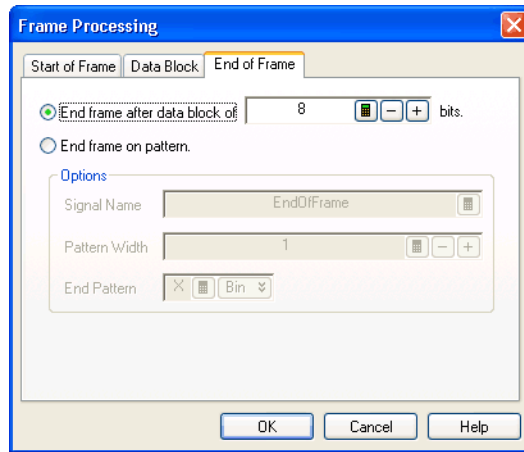 Frame Processing
Start of Frame Data Block End of Frame
End frame after data block of 8 bits.
End frame on pattern.
Options
Signal Name EndOfFrame
Pattern Width 1
End Pattern X Bin
OK Cancel Help